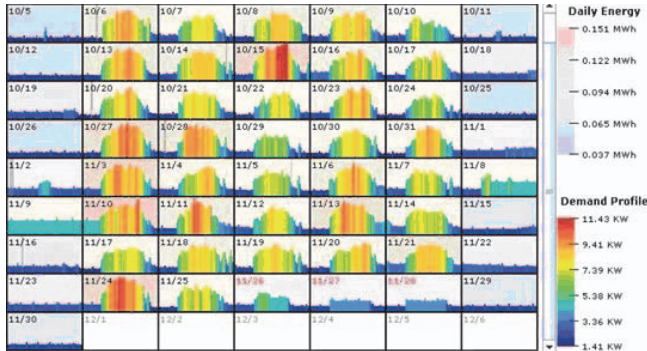 10/5 10/6 10/7 10/8 10/9 10/10 10/11
10/12 10/13 10/14 10/15 10/16 10/17 10/18
10/19 10/20 10/21 10/22 10/23 10/24 10/25
10/26 10/27 10/28 10/29 10/30 10/31 11/1
11/2 11/3 11/4 11/5 11/6 11/7 11/8
11/9 11/10 11/11 11/12 11/13 11/14 11/15
11/16 11/17 11/18 11/19 11/20 11/21 11/22
11/23 11/24 11/25 11/26 11/27 11/28 11/29
11/30 12/1 12/2 12/3 12/4 12/5 12/6
Daily Energy
0.151 MWh
0.122 MWh
0.094 MWh
0.065 MWh
0.037 MWh
Demand Profile
11.43 KW
9.41 KW
7.39 KW
5.38 KW
3.36 KW
1.41 KW